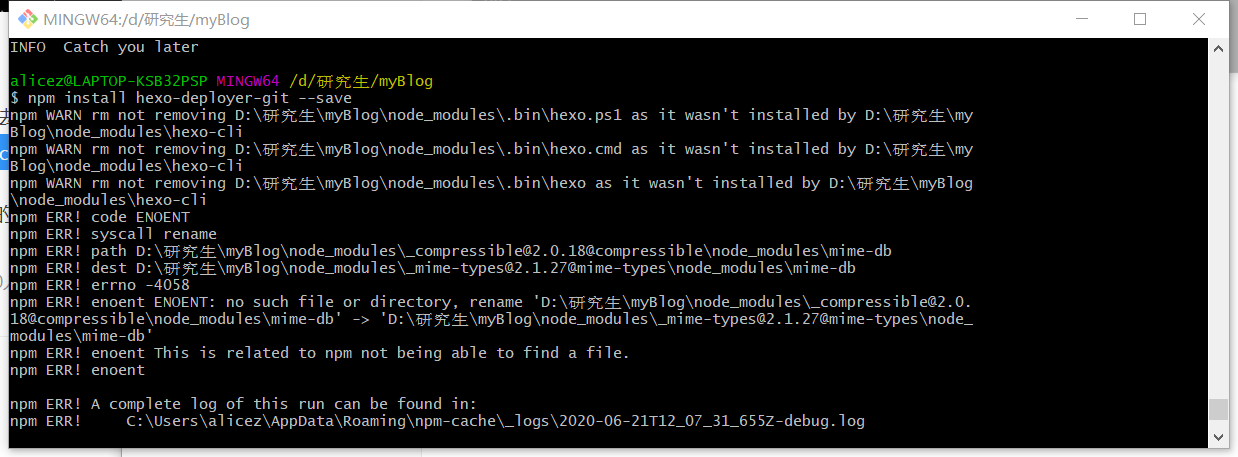 MINGW64:/d/研究生/myBlog
INFO  Catch you later
alicez@LAPTOP-KSB32PSP MINGW64 /d/研究生/myBlog
$ npm install hexo-deployer-git --save
npm WARN rm not removing D:\研究生\myBlog\node_modules\.bin\hexo.ps1 as it wasn't installed by D:\研究生\my
Blog\node_modules\hexo-cli
npm WARN rm not removing D:\研究生\myBlog\node_modules\.bin\hexo.cmd as it wasn't installed by D:\研究生\my
Blog\node_modules\hexo-cli
npm WARN rm not removing D:\研究生\myBlog\node_modules\.bin\hexo as it wasn't installed by D:\研究生\myBlog
\node_modules\hexo-cli
npm ERR! code ENOENT
npm ERR! syscall rename
npm ERR! path D:\研究生\myBlog\node_modules\_compressible@2.0.18@compressible\node_modules\mime-db
npm ERR! dest D:\研究生\myBlog\node_modules\_mime-types@2.1.27@mime-types\node_modules\mime-db
npm ERR! errno -4058
npm ERR! enoent ENOENT: no such file or directory, rename 'D:\研究生\myBlog\node_modules\_compressible@2.0.
18@compressible\node_modules\mime-db' -> 'D:\研究生\myBlog\node_modules\_mime-types@2.1.27@mime-types\node_
modules\mime-db'
npm ERR! enoent This is related to npm not being able to find a file.
npm ERR! enoent
npm ERR! A complete log of this run can be found in:
npm ERR!     C:\Users\alicez\AppData\Roaming\npm-cache\_logs\2020-06-21T12_07_31_655Z-debug.log